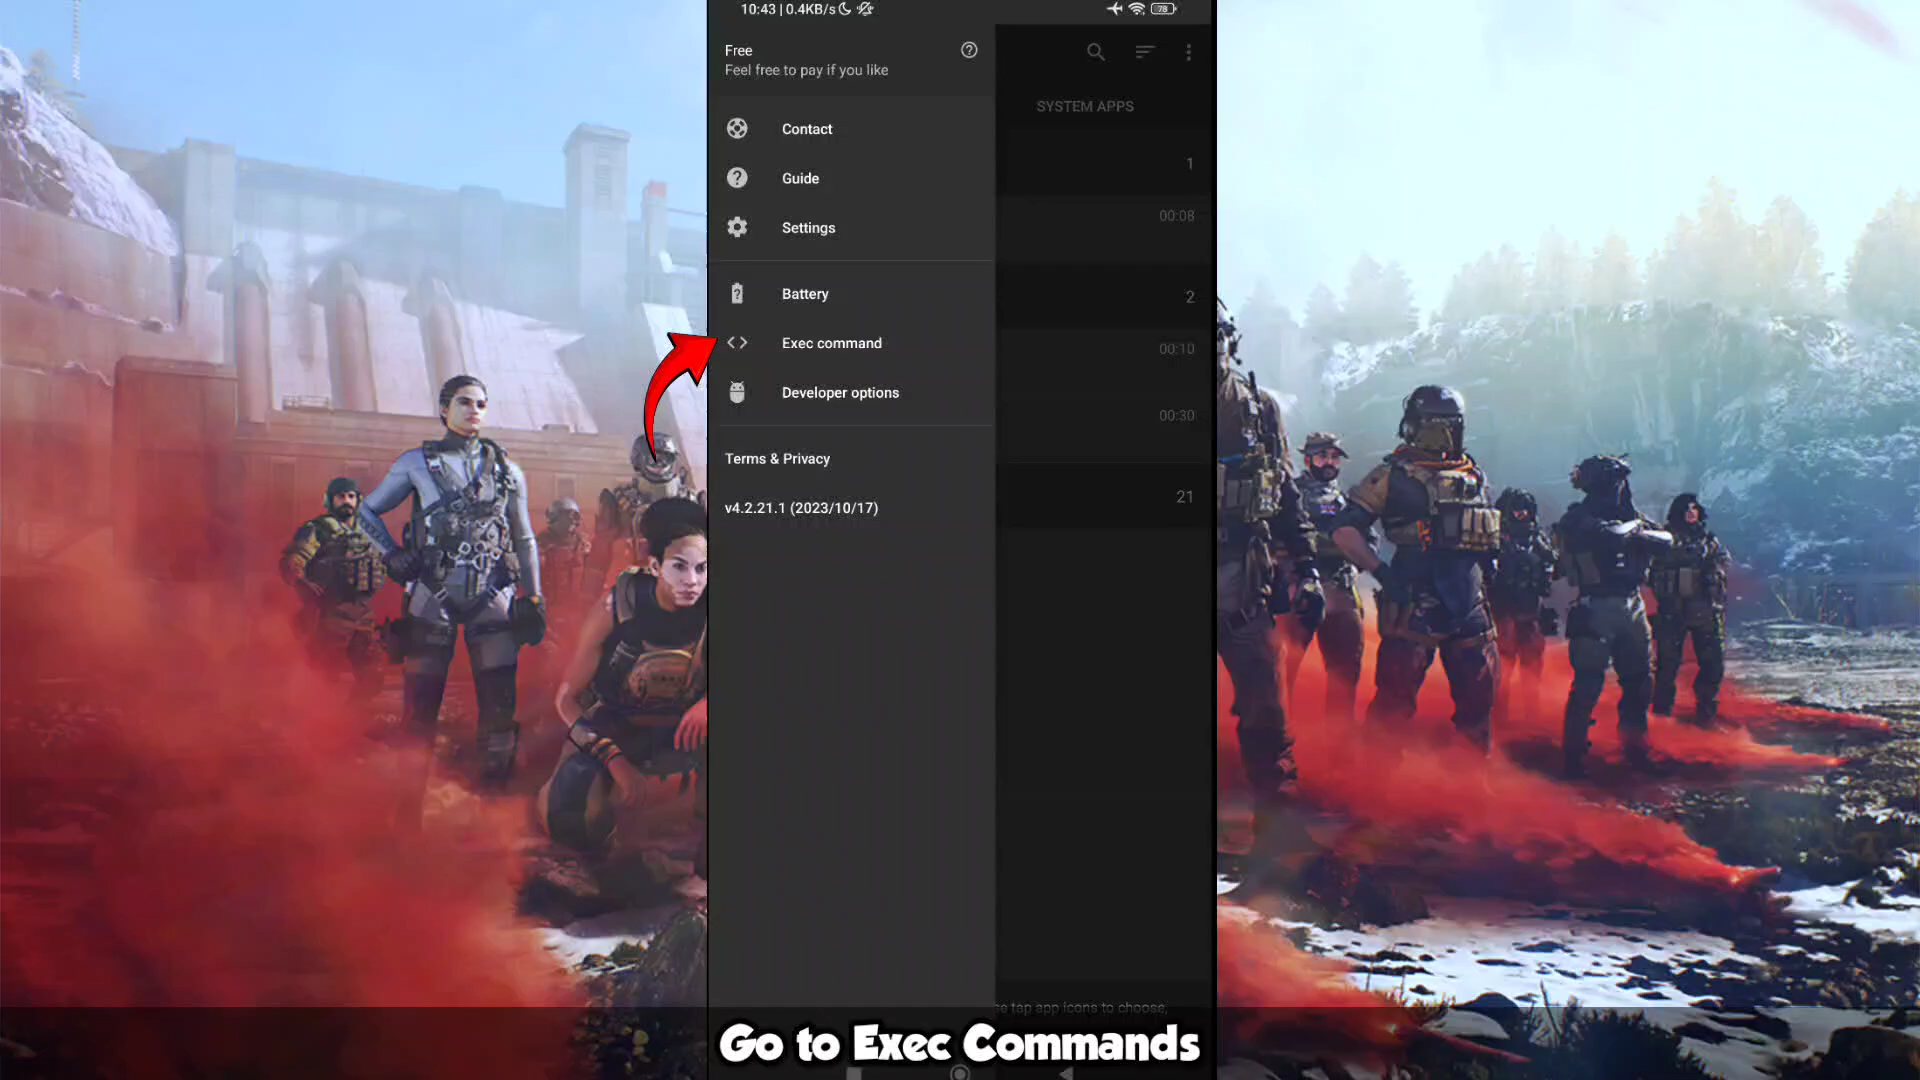 10:43 | 0.4KB/s
78
Free
Feel free to pay if you like
SYSTEM APPS
Contact
1
Guide
00:08
Settings
Battery
2
Exec command
00:10
Developer options
00:30
Terms & Privacy
21
v4.2.21.1 (2023/10/17)
tap app icons to choose,
Go to Exec Commands